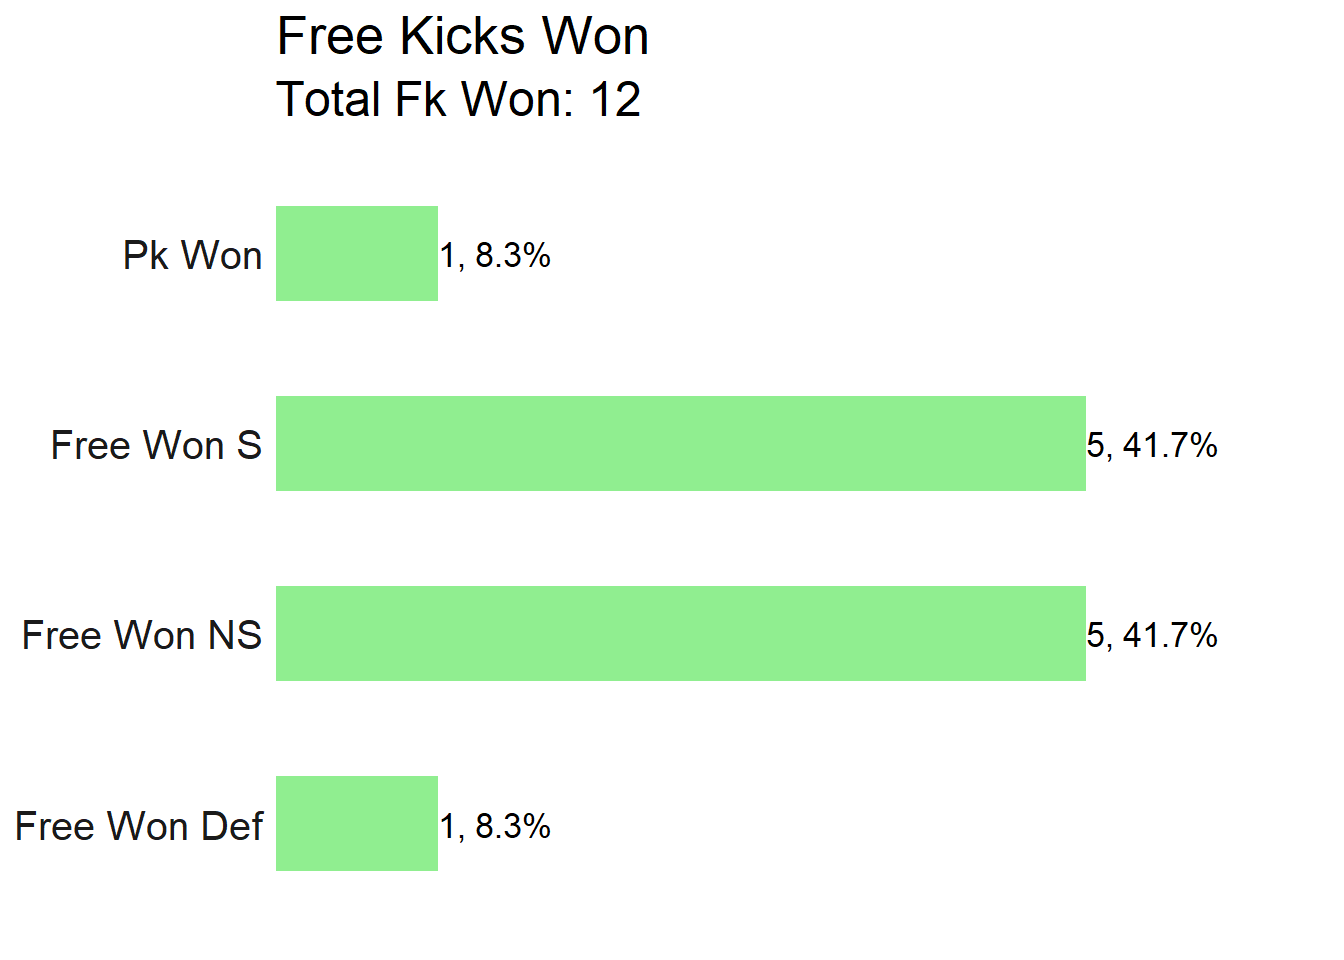 Free Kicks Won
Total Fk Won: 12
Pk Won
1, 8.3%
Free Won S
5, 41.7%
Free Won NS
5, 41.7%
Free Won Def
1, 8.3%